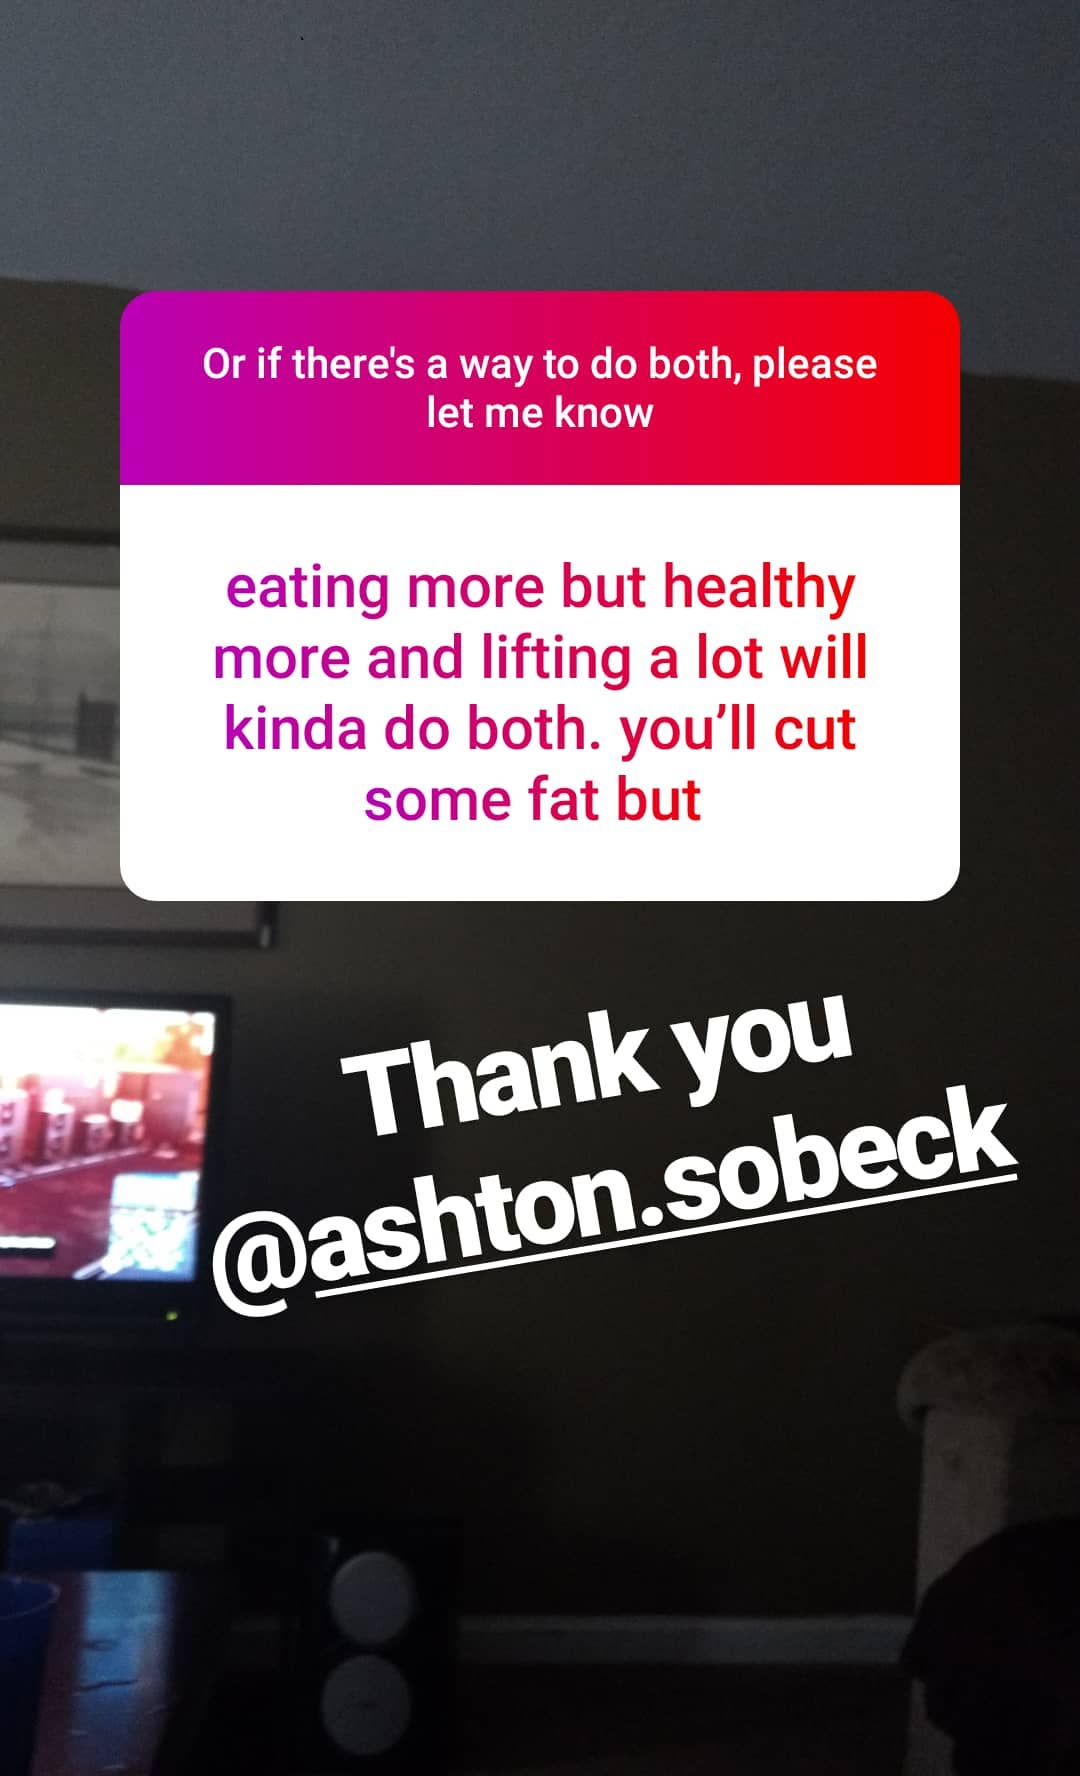 Or if there's a way to do both, please
let me know
eating more but healthy
more and lifting a lot will
kinda do both. you’ll cut
some fat but
Thank you
@ashton.sobeck